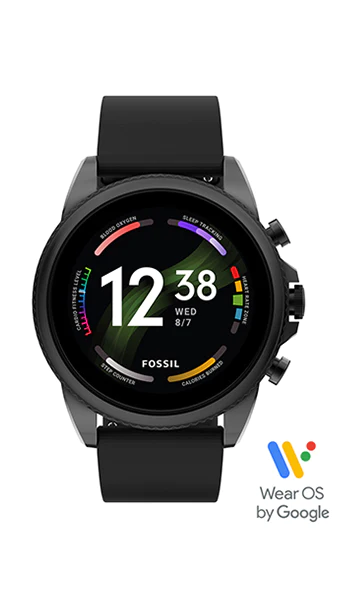 BLOOD OXYGEN
SLEEP TRACKING
CARDIO FITNESS LEVEL
HEART RATE ZONE
12 38
WED
8/7
FOSSIL
STEP COUNTER
CALORIES BURNED
Wear OS
by Google